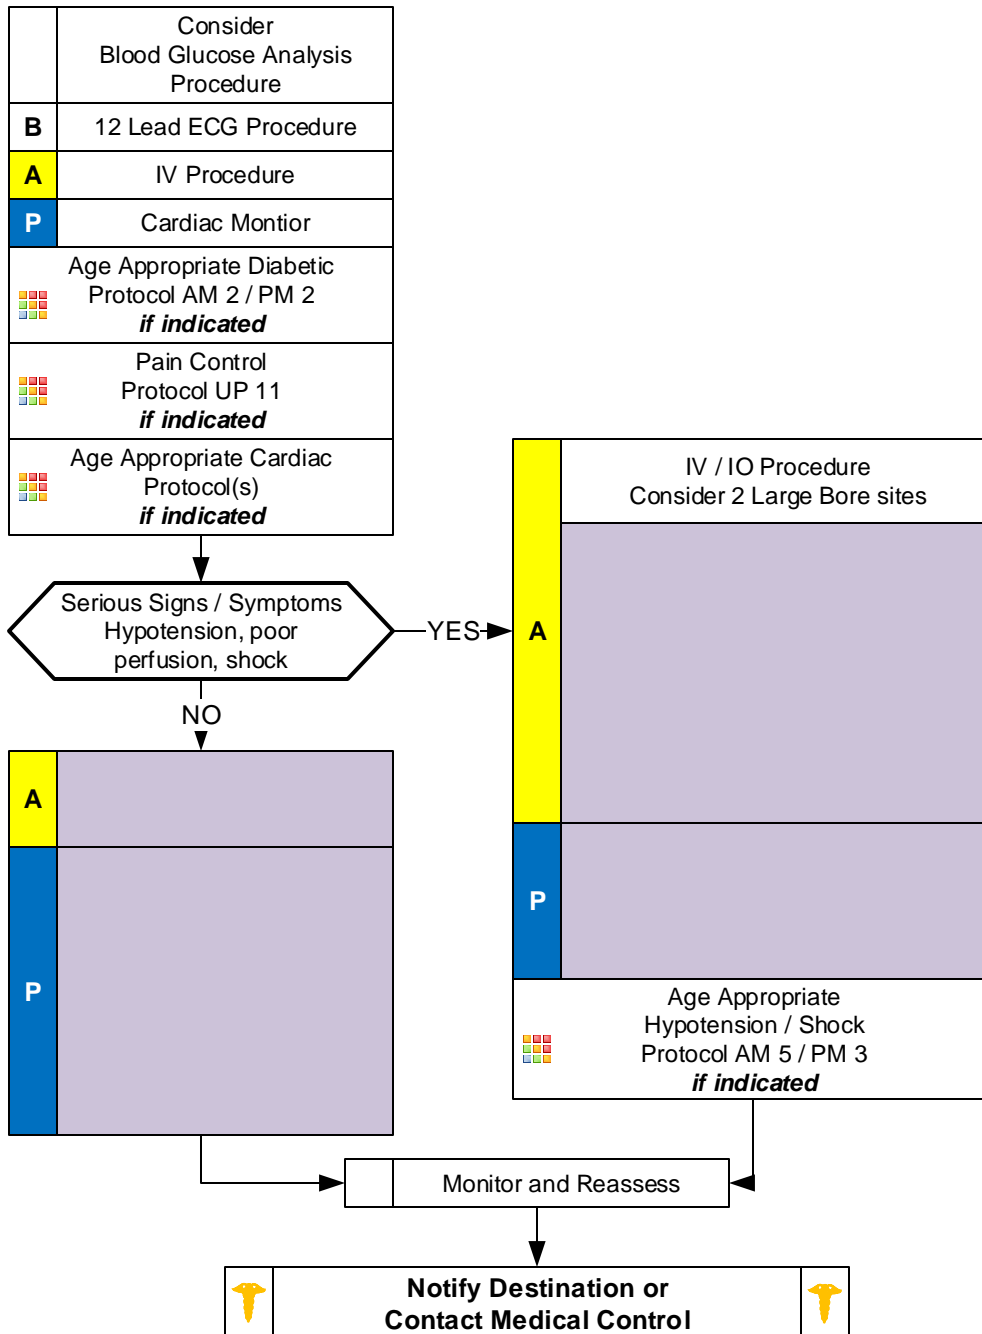 Consider
Blood Glucose Analysis
Procedure
B
12 Lead ECG Procedure
A
IV Procedure
P
Cardiac Montior
Age Appropriate Diabetic
Protocol AM 2 / PM 2
if indicated
Pain Control
Protocol UP 11
if indicated
Age Appropriate Cardiac
Protocol(s)
if indicated
Serious Signs / Symptoms
Hypotension, poor
perfusion, shock
YES
NO
A
P
IV / IO Procedure
Consider 2 Large Bore sites
A
P
Age Appropriate
Hypotension / Shock
Protocol AM 5 / PM 3
if indicated
Monitor and Reassess
Notify Destination or
Contact Medical Control